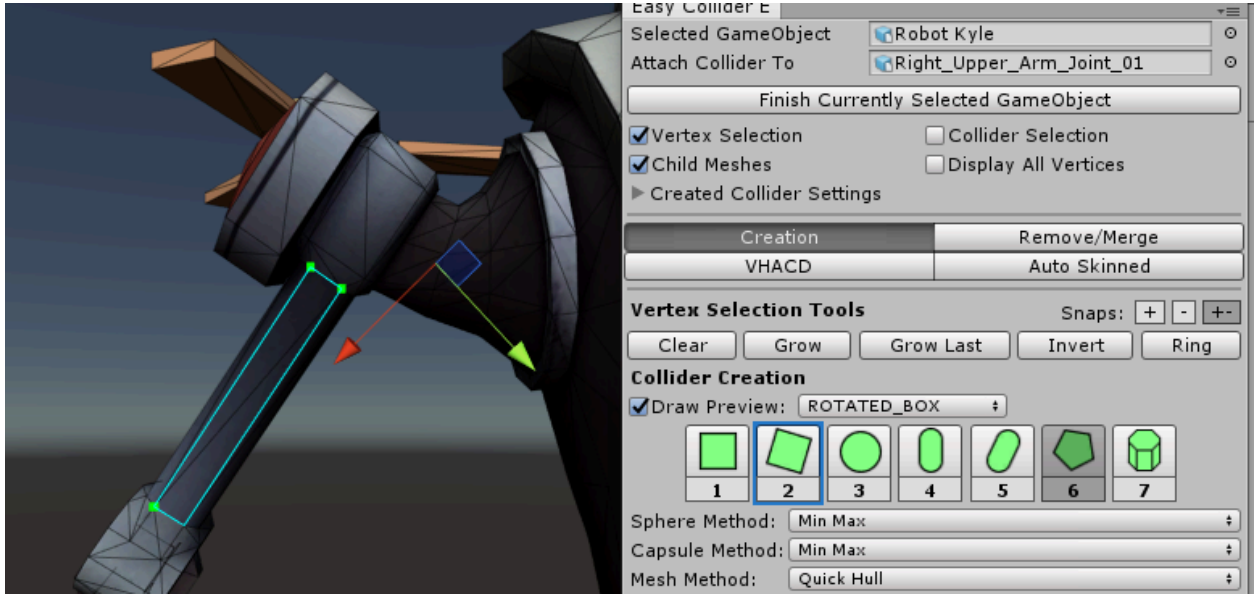 Easy Collider E
Selected GameObject Robot Kyle
Attach Collider To Right_Upper_Arm_Joint_01
Finish Currently Selected GameObject
Vertex Selection Collider Selection
Child Meshes Display All Vertices
Created Collider Settings
Creation Remove/Merge
VHACD Auto Skinned
Vertex Selection Tools Snaps: + - +-
Clear Grow Grow Last Invert Ring
Collider Creation
Draw Preview: ROTATED_BOX
1 2 3 4 5 6 7
Sphere Method: Min Max
Capsule Method: Min Max
Mesh Method: Quick Hull